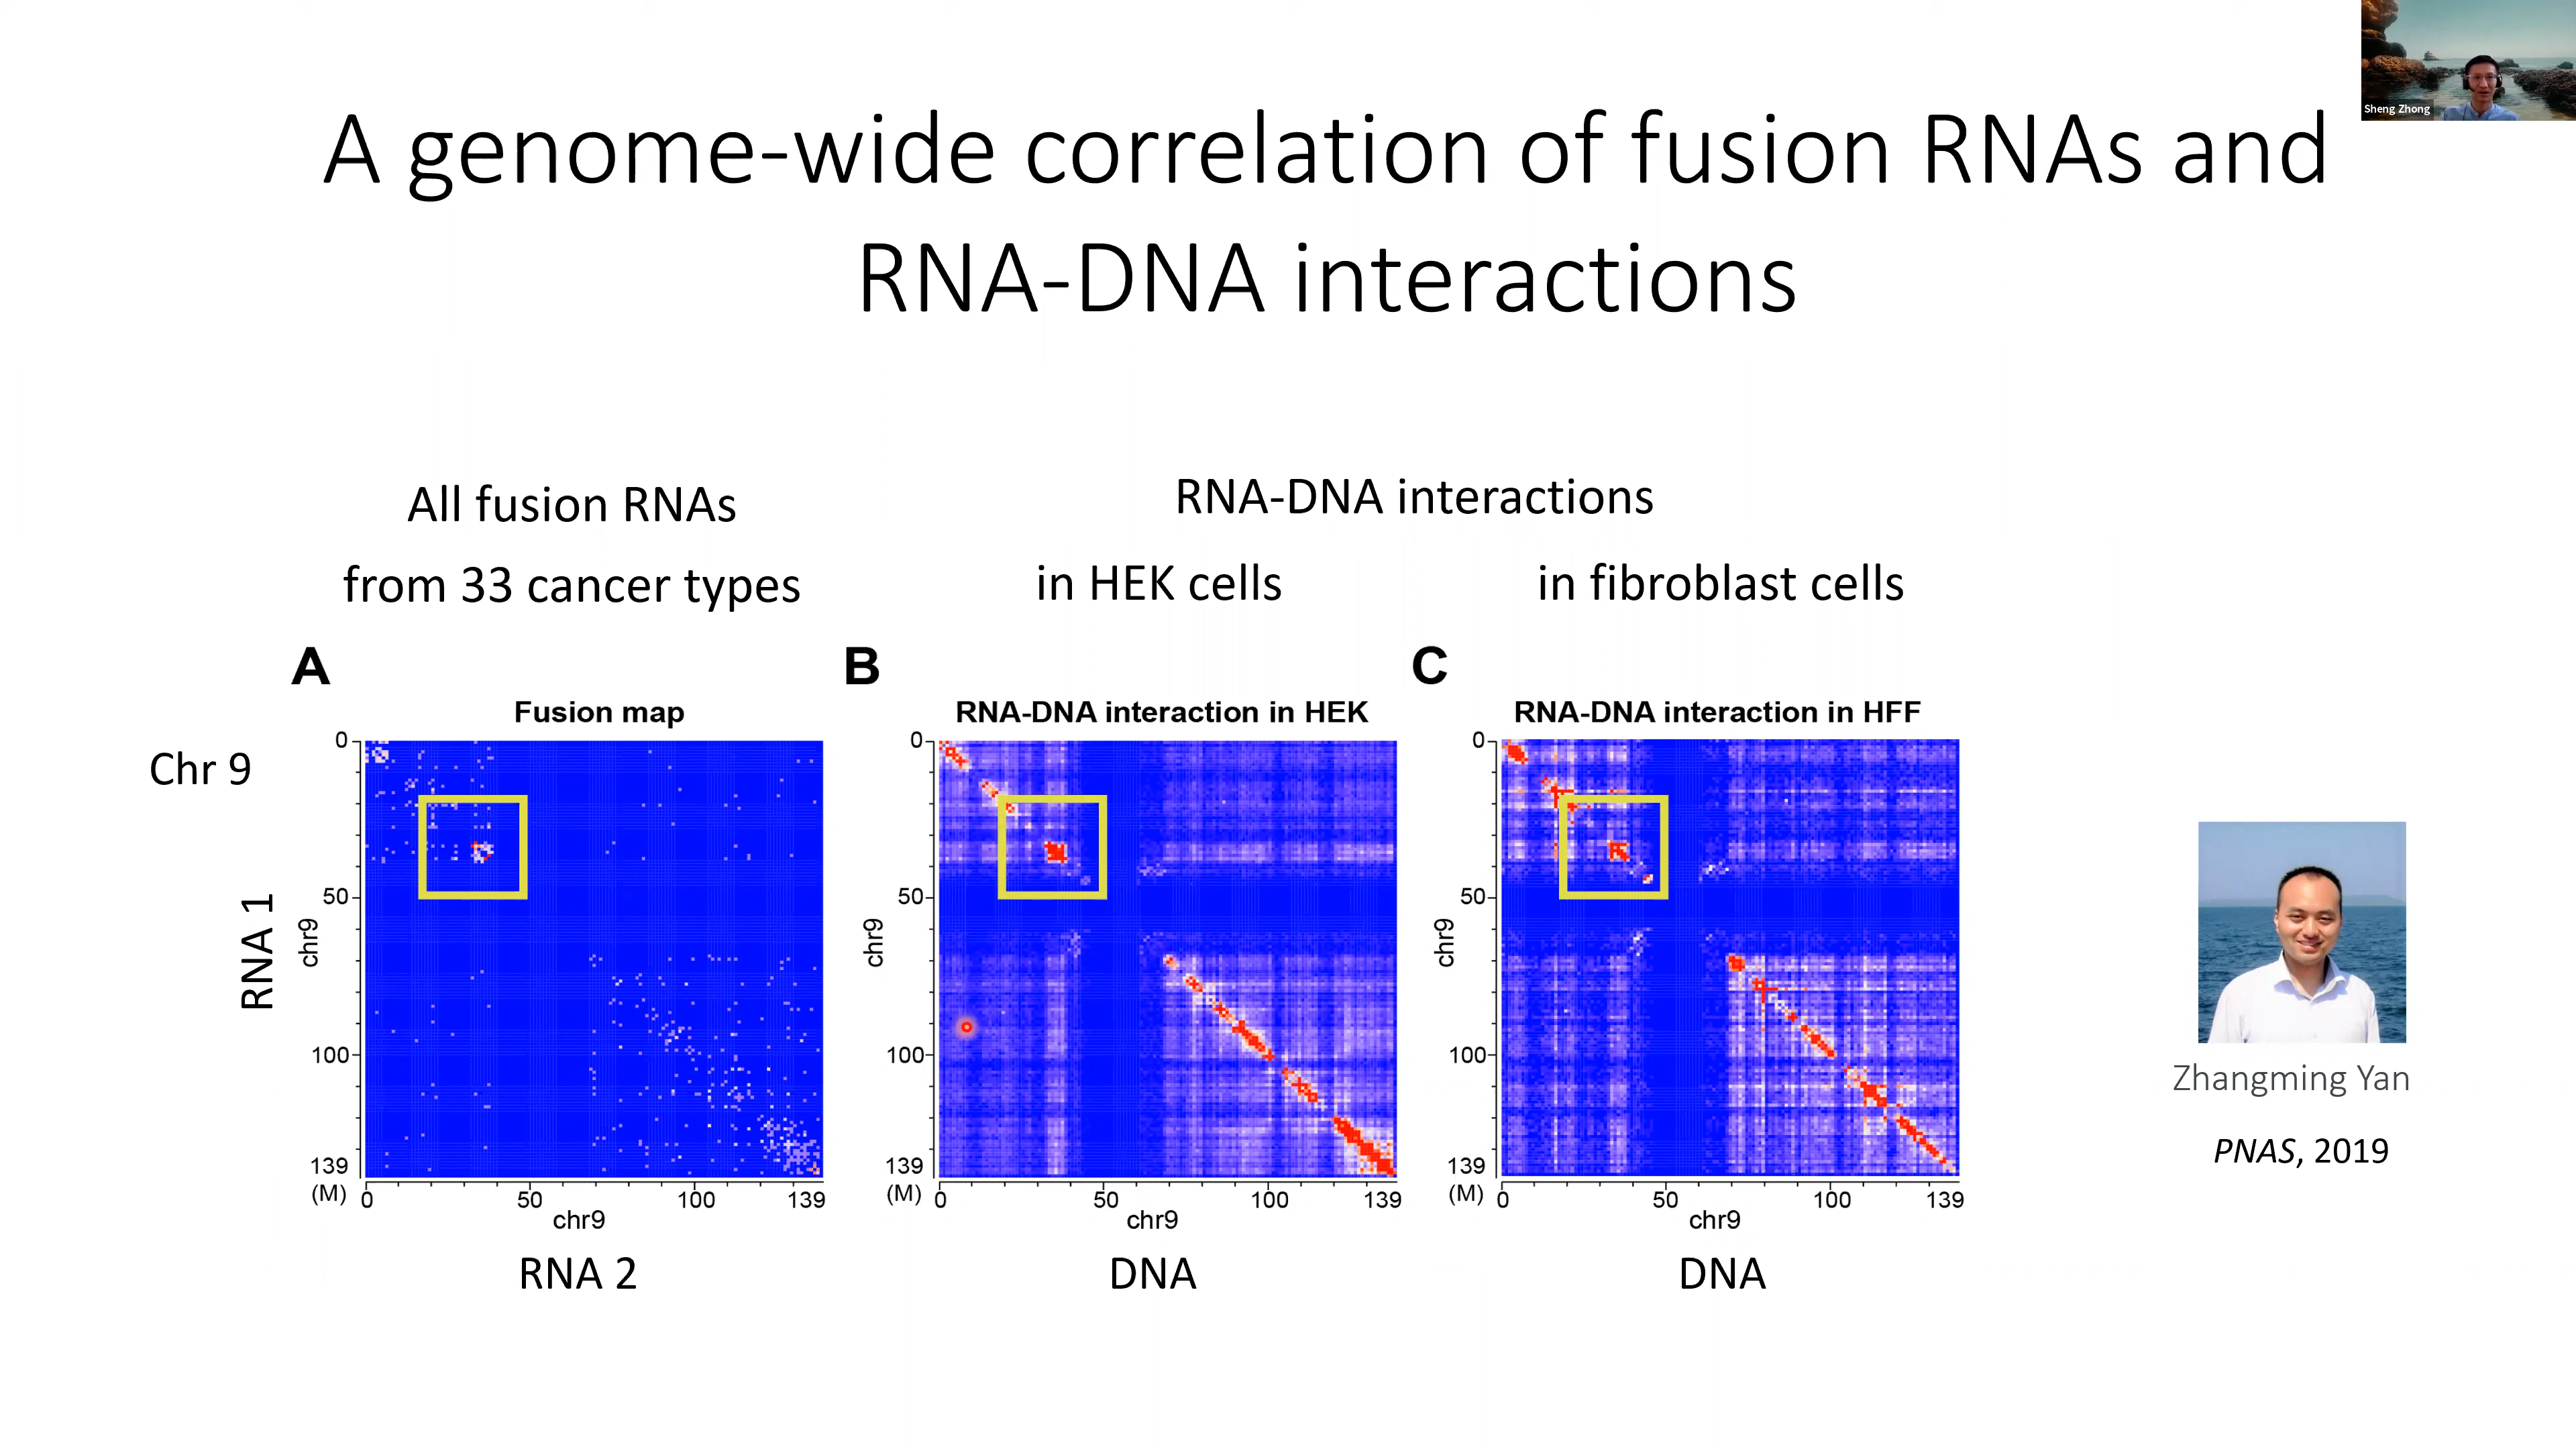 Sheng Zhong
A genome-wide correlation of fusion RNAs and
RNA-DNA interactions
All fusion RNAs
from 33 cancer types
RNA-DNA interactions
in HEK cells
in fibroblast cells
A
B
C
Fusion map
RNA-DNA interaction in HEK
RNA-DNA interaction in HFF
Chr 9
RNA 1
chr9
0
50
100
139
(M)
0
50
100
139
chr9
RNA 2
chr9
0
50
100
139
(M)
0
50
100
139
chr9
DNA
chr9
0
50
100
139
(M)
0
50
100
139
chr9
DNA
Zhangming Yan
PNAS, 2019